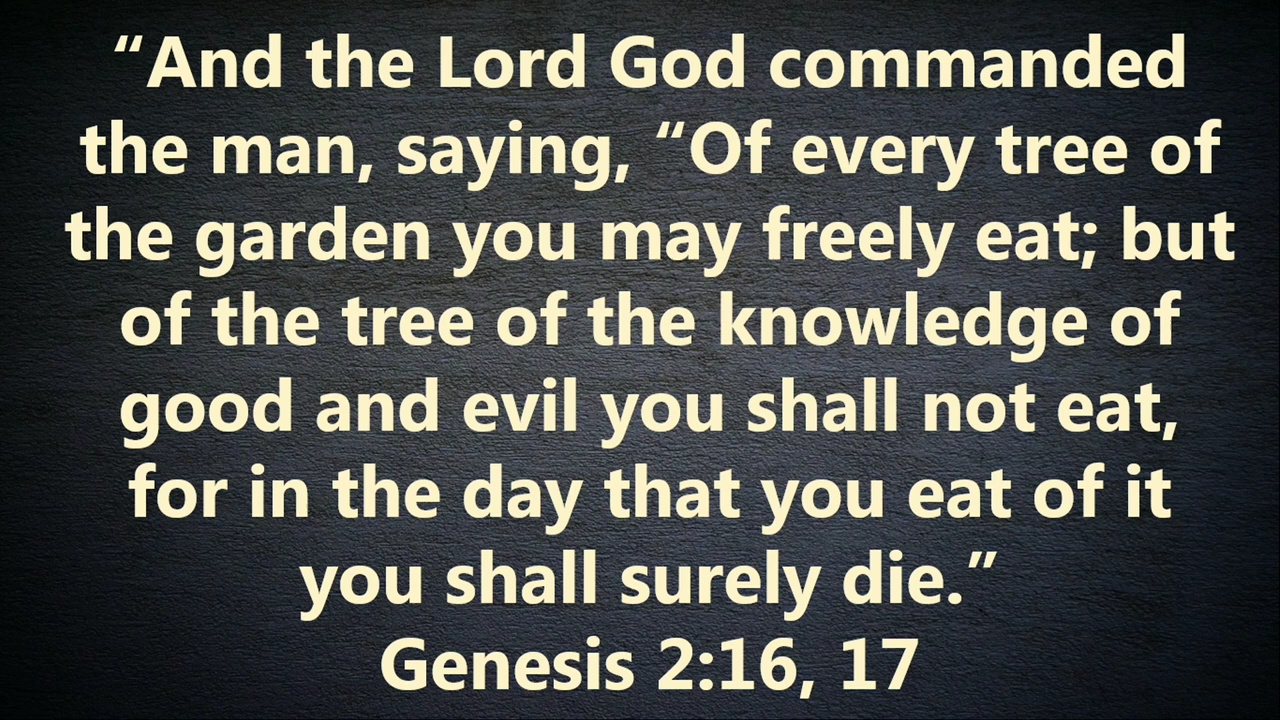 “And the Lord God commanded
the man, saying, “Of every tree of
the garden you may freely eat; but
of the tree of the knowledge of
good and evil you shall not eat,
for in the day that you eat of it
you shall surely die.”
Genesis 2:16, 17